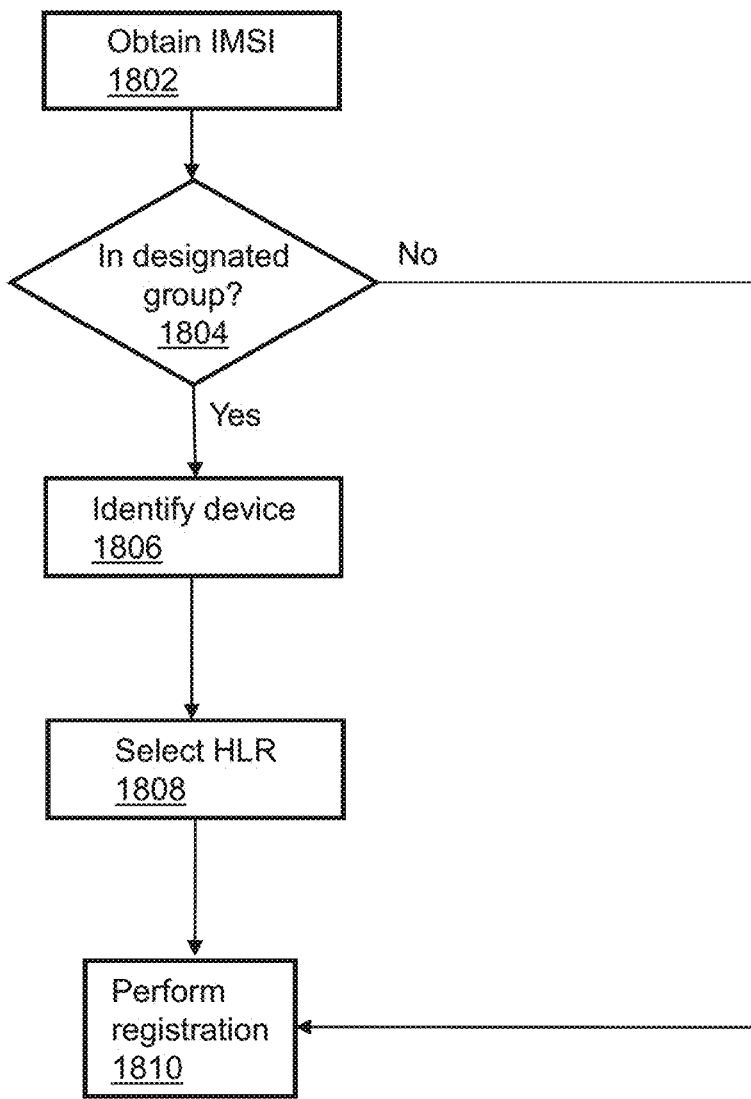 Obtain IMSI
1802
In designated
group?
1804
No
Yes
Identify device
1806
Select HLR
1808
Perform
registration
1810